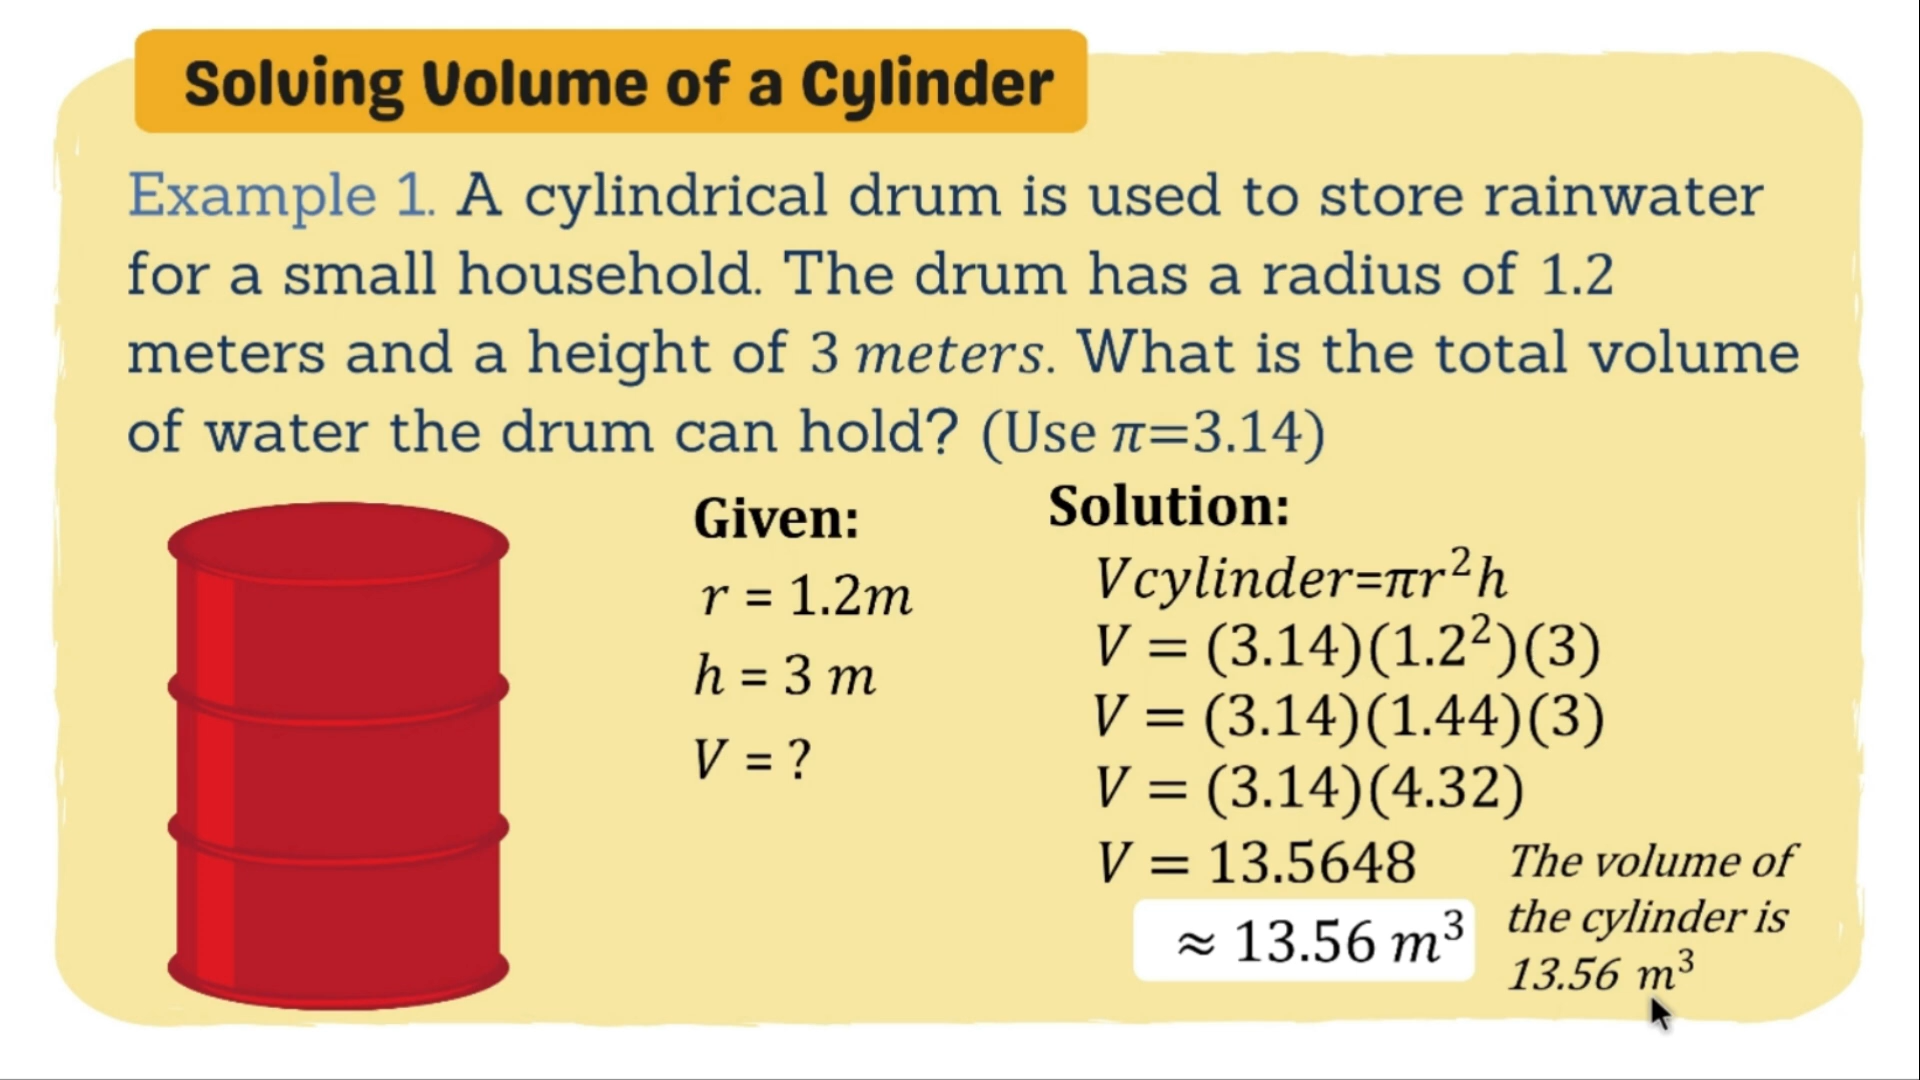 Solving Volume of a Cylinder
Example 1. A cylindrical drum is used to store rainwater
for a small household. The drum has a radius of 1.2
meters and a height of 3 meters. What is the total volume
of water the drum can hold? (Use π=3.14)
Given:
r = 1.2m
h = 3 m
V = ?
Solution:
Vcylinder=πr²h
V = (3.14)(1.2²)(3)
V = (3.14)(1.44)(3)
V = (3.14)(4.32)
V = 13.5648
≈ 13.56 m³
The volume of
the cylinder is
13.56 m³